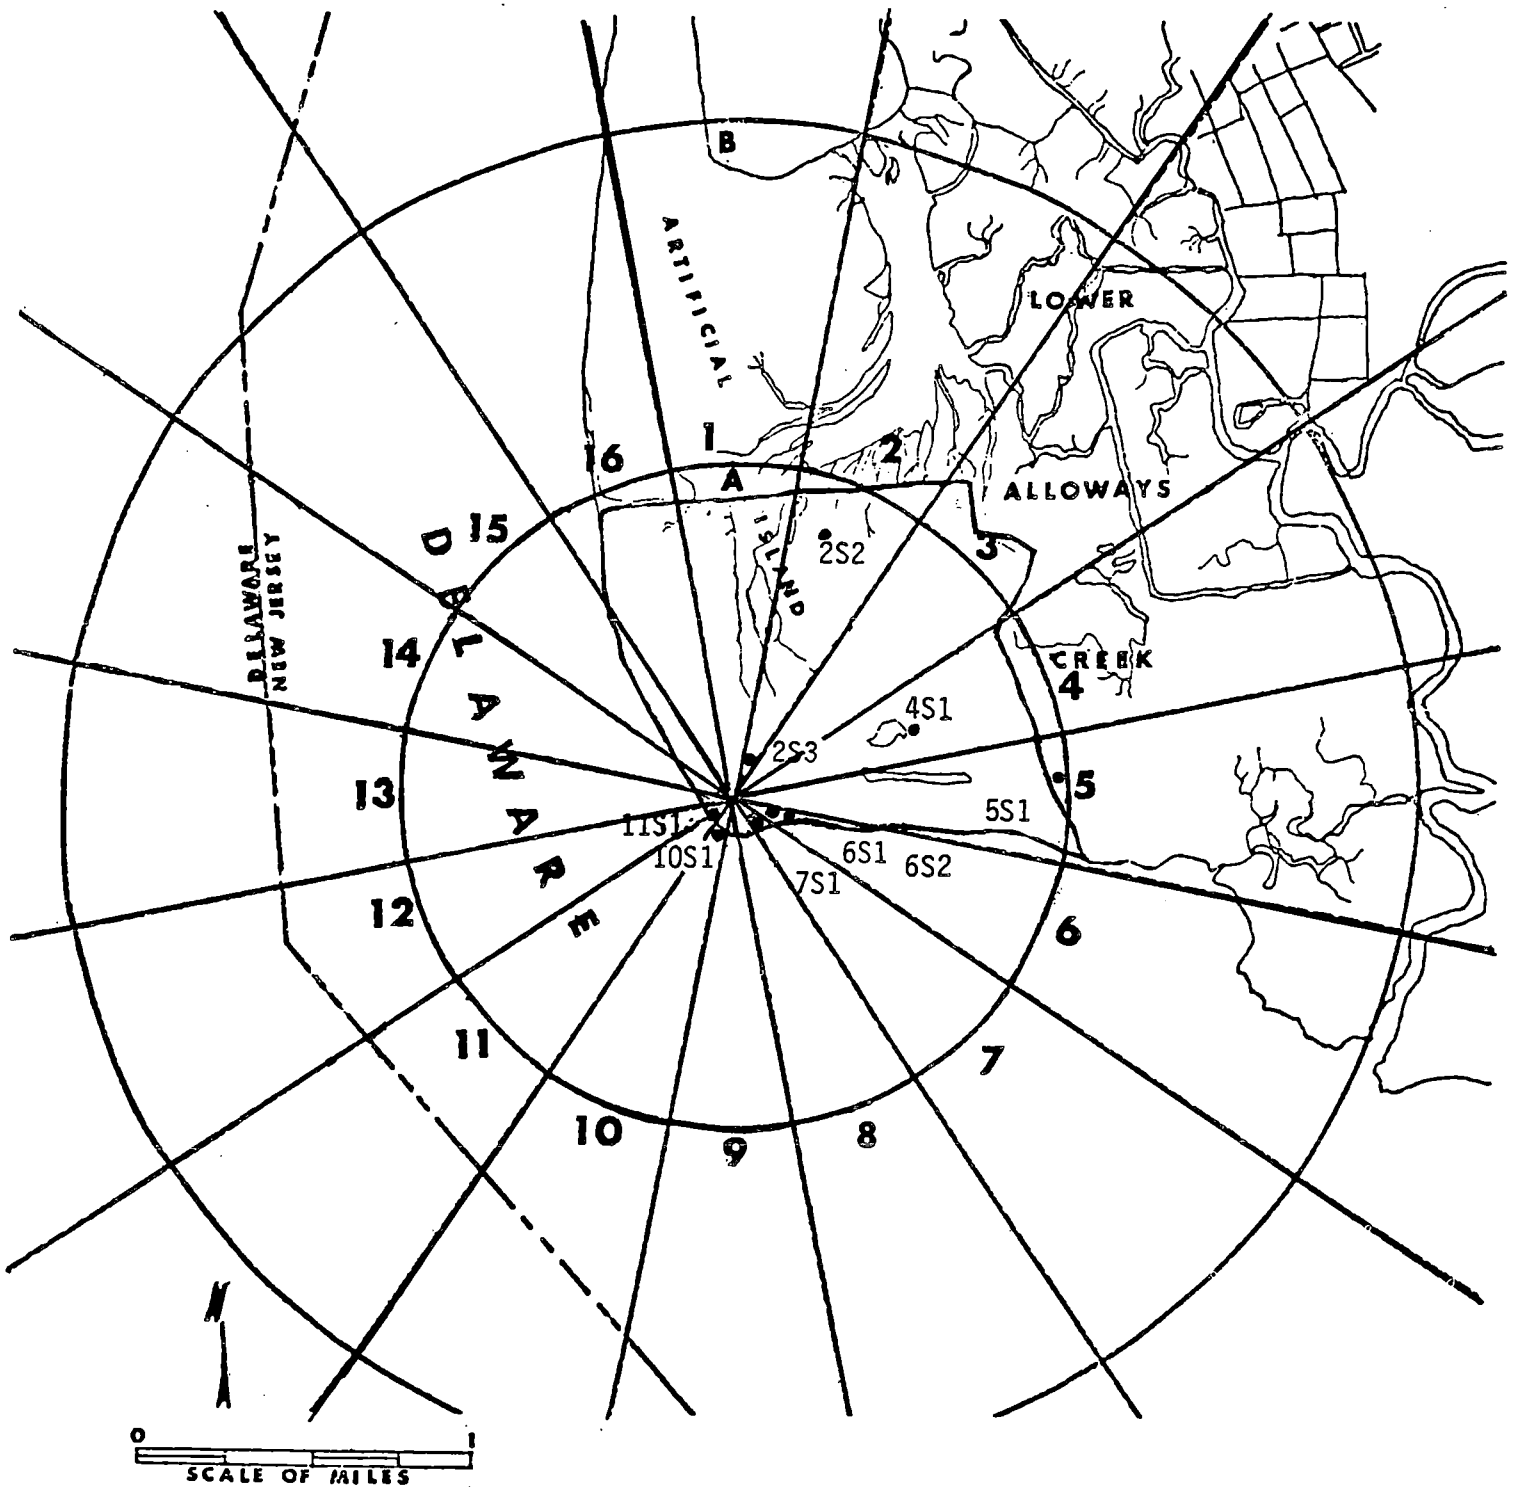 B
ARTIFICIAL
LOWER
1
16
2
A
ALLOWAYS
15
ISLAND
3
2S2
DELAWARE
DELAWARE
NEW JERSEY
14
CREEK
4
4S1
2S3
13
5
5S1
11S1
10S1
6S1
6S2
7S1
12
6
11
7
10
9
8
N
0 1
SCALE OF MILES